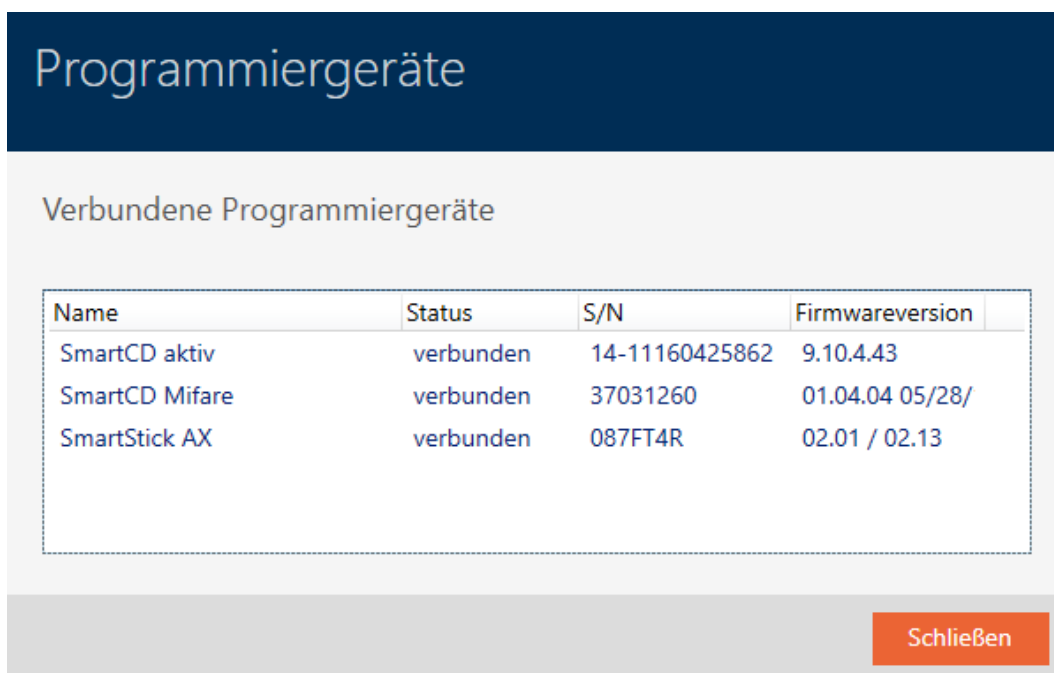 Programmiergeräte
Verbundene Programmiergeräte
Name Status S/N Firmwareversion
SmartCD aktiv verbunden 14-11160425862 9.10.4.43
SmartCD Mifare verbunden 37031260 01.04.04 05/28/
SmartStick AX verbunden 087FT4R 02.01 / 02.13
Schließen